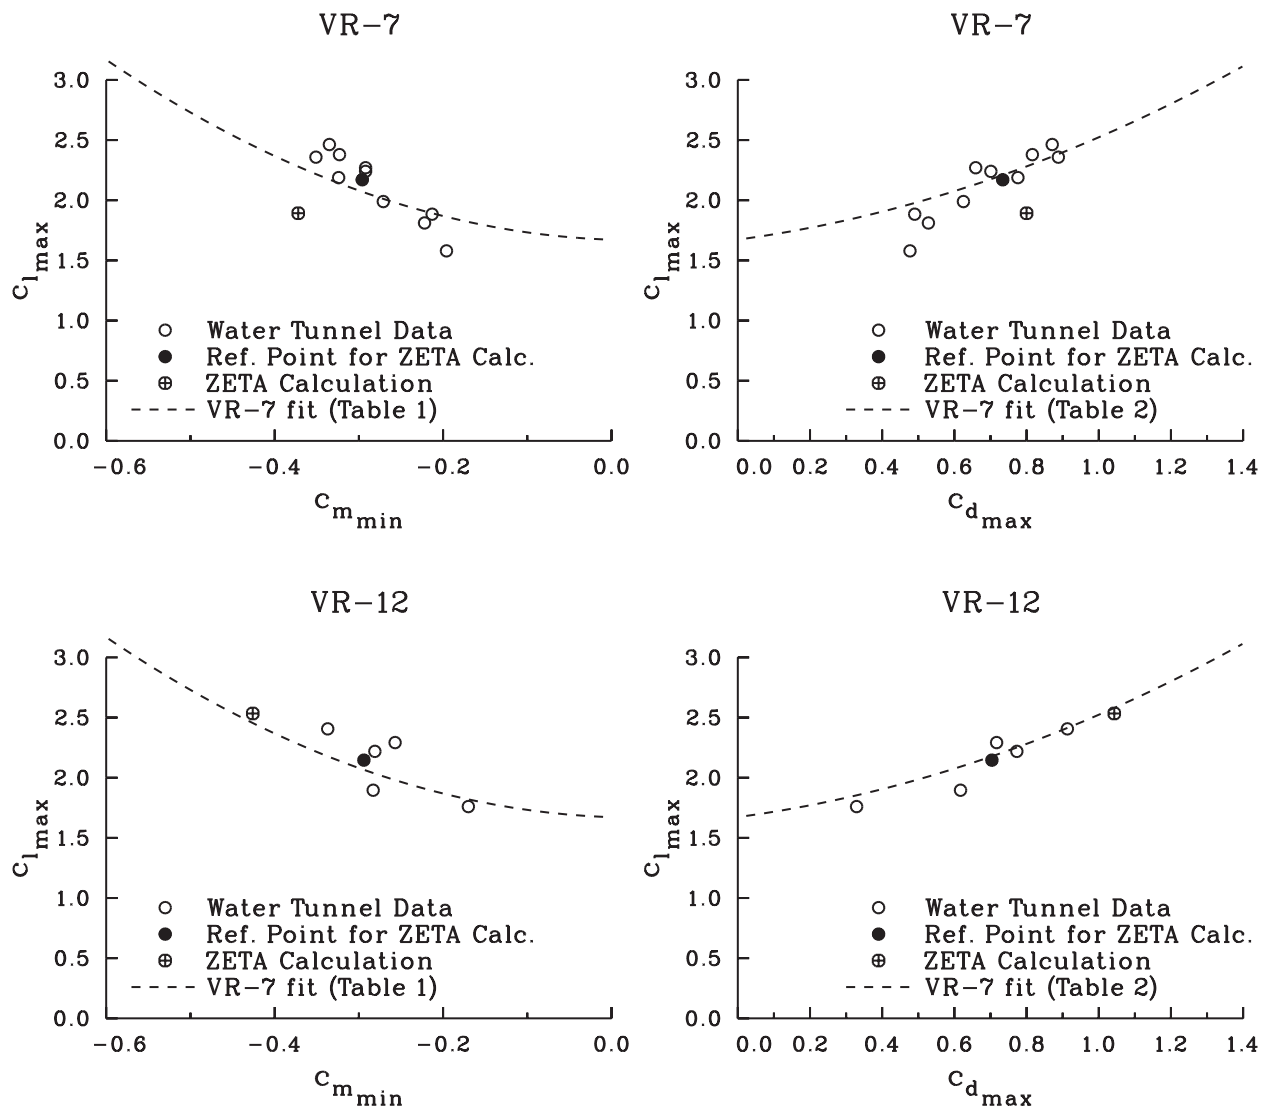 VR−7
3.0
2.5
2.0
1.5
1.0
0.5
0.0
c_l_max
Water Tunnel Data
Ref. Point for ZETA Calc.
ZETA Calculation
VR−7 fit (Table 1)
−0.6 −0.4 −0.2 0.0
c_m_min
VR−7
3.0
2.5
2.0
1.5
1.0
0.5
0.0
c_l_max
Water Tunnel Data
Ref. Point for ZETA Calc.
ZETA Calculation
VR−7 fit (Table 2)
0.0 0.2 0.4 0.6 0.8 1.0 1.2 1.4
c_d_max
VR−12
3.0
2.5
2.0
1.5
1.0
0.5
0.0
c_l_max
Water Tunnel Data
Ref. Point for ZETA Calc.
ZETA Calculation
VR−7 fit (Table 1)
−0.6 −0.4 −0.2 0.0
c_m_min
VR−12
3.0
2.5
2.0
1.5
1.0
0.5
0.0
c_l_max
Water Tunnel Data
Ref. Point for ZETA Calc.
ZETA Calculation
VR−7 fit (Table 2)
0.0 0.2 0.4 0.6 0.8 1.0 1.2 1.4
c_d_max